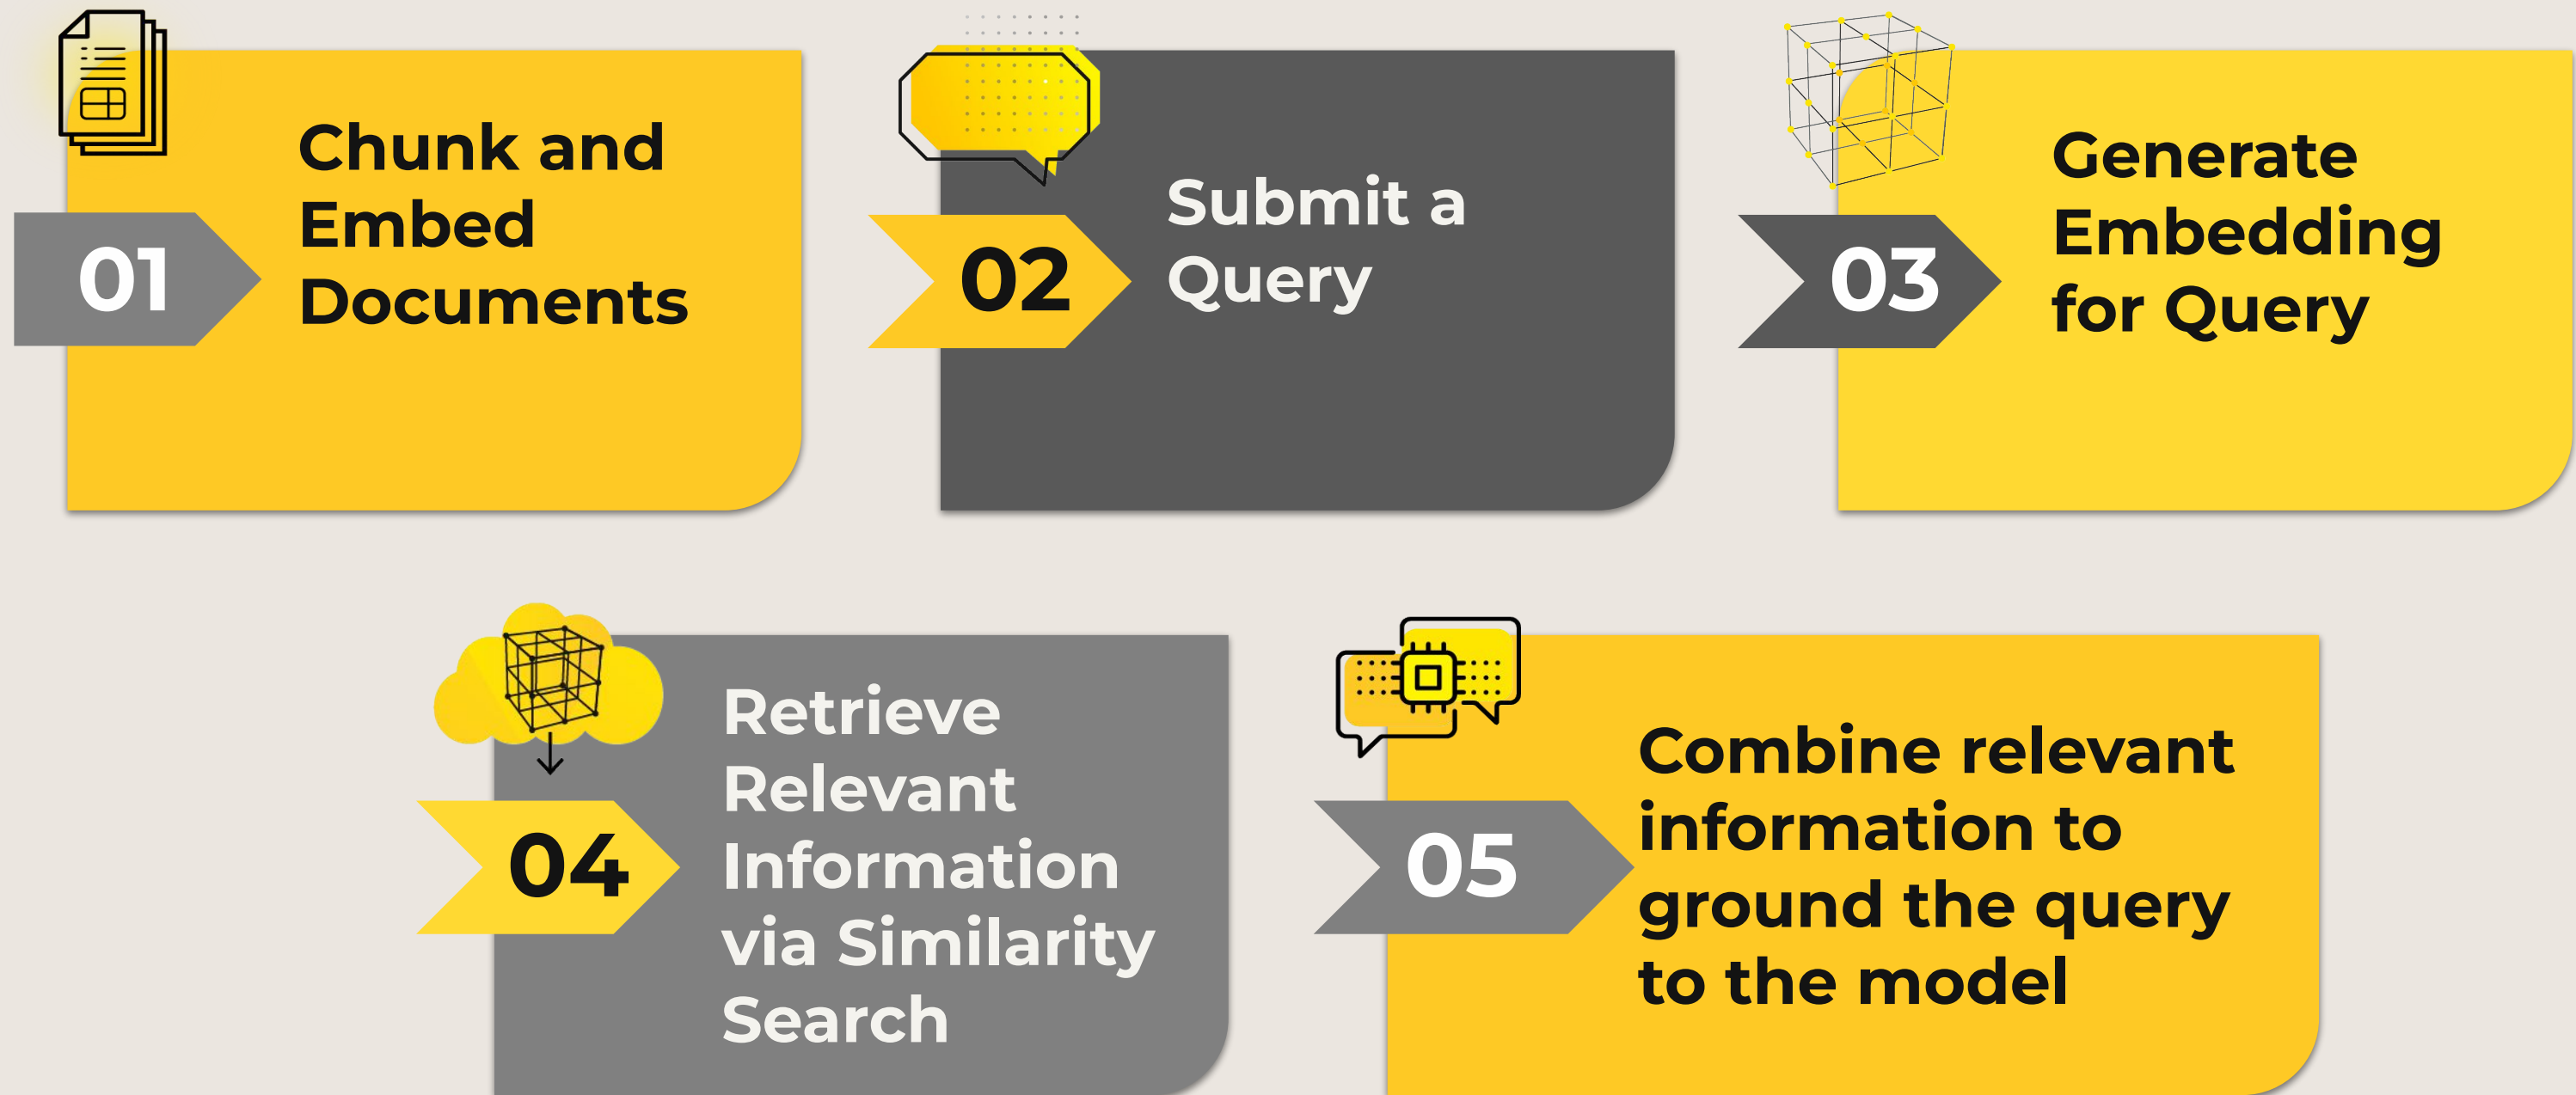 01
Chunk and
Embed
Documents
02
Submit a
Query
03
Generate
Embedding
for Query
04
Retrieve
Relevant
Information
via Similarity
Search
05
Combine relevant
information to
ground the query
to the model